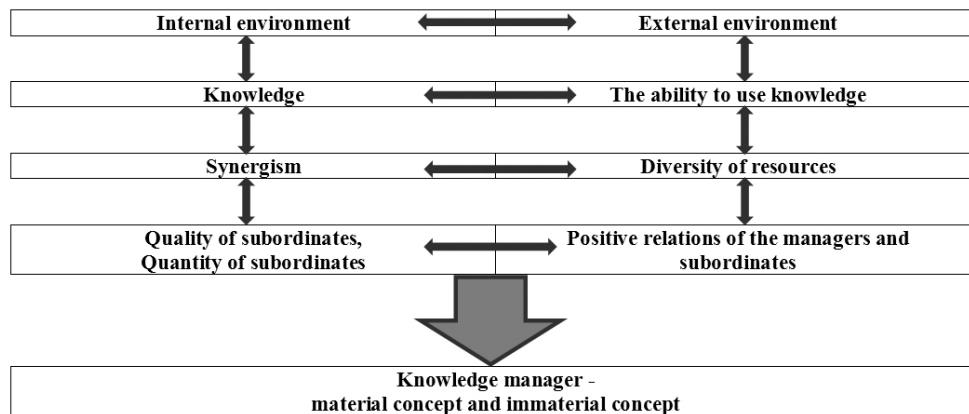 Internal environment
External environment
Knowledge
The ability to use knowledge
Synergism
Diversity of resources
Quality of subordinates,
Quantity of subordinates
Positive relations of the managers and
subordinates
Knowledge manager -
material concept and immaterial concept